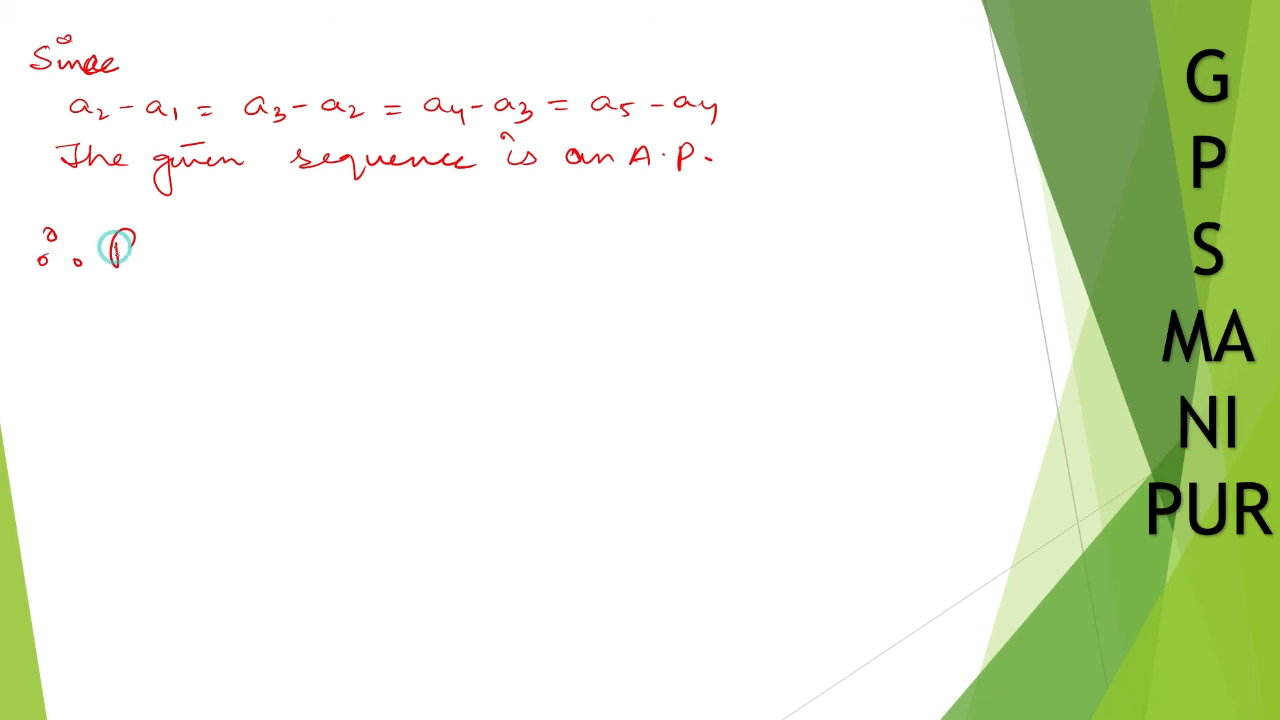 Since
a₂ - a₁ = a₃ - a₂ = a₄ - a₃ = a₅ - a₄
The given sequence is an A.P.
∴
G
P
S
MA
NI
PUR